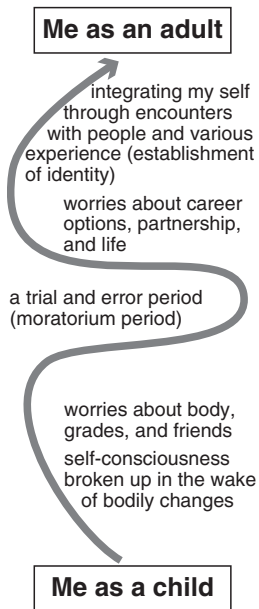 Me as an adult
integrating my self
through encounters
with people and various
experience (establishment
of identity)
worries about career
options, partnership,
and life
a trial and error period
(moratorium period)
worries about body,
grades, and friends
self-consciousness
broken up in the wake
of bodily changes
Me as a child